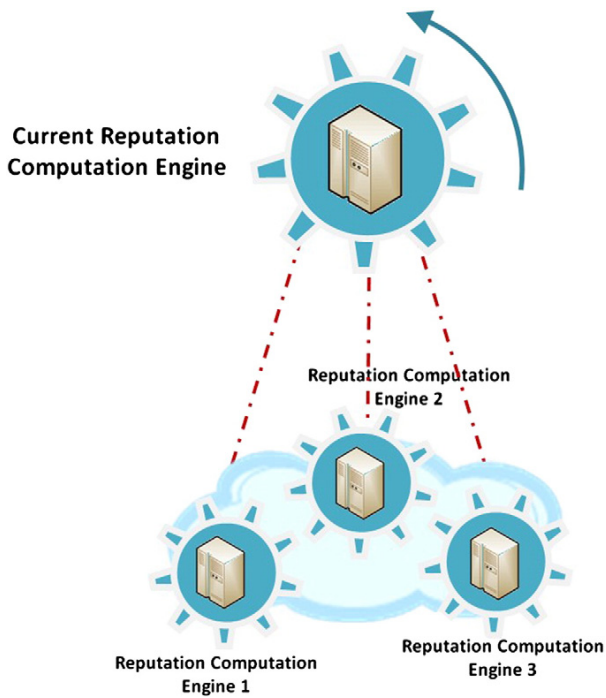 Current Reputation
Computation Engine
Reputation Computation
Engine 2
Reputation Computation
Engine 3
Reputation Computation
Engine 1